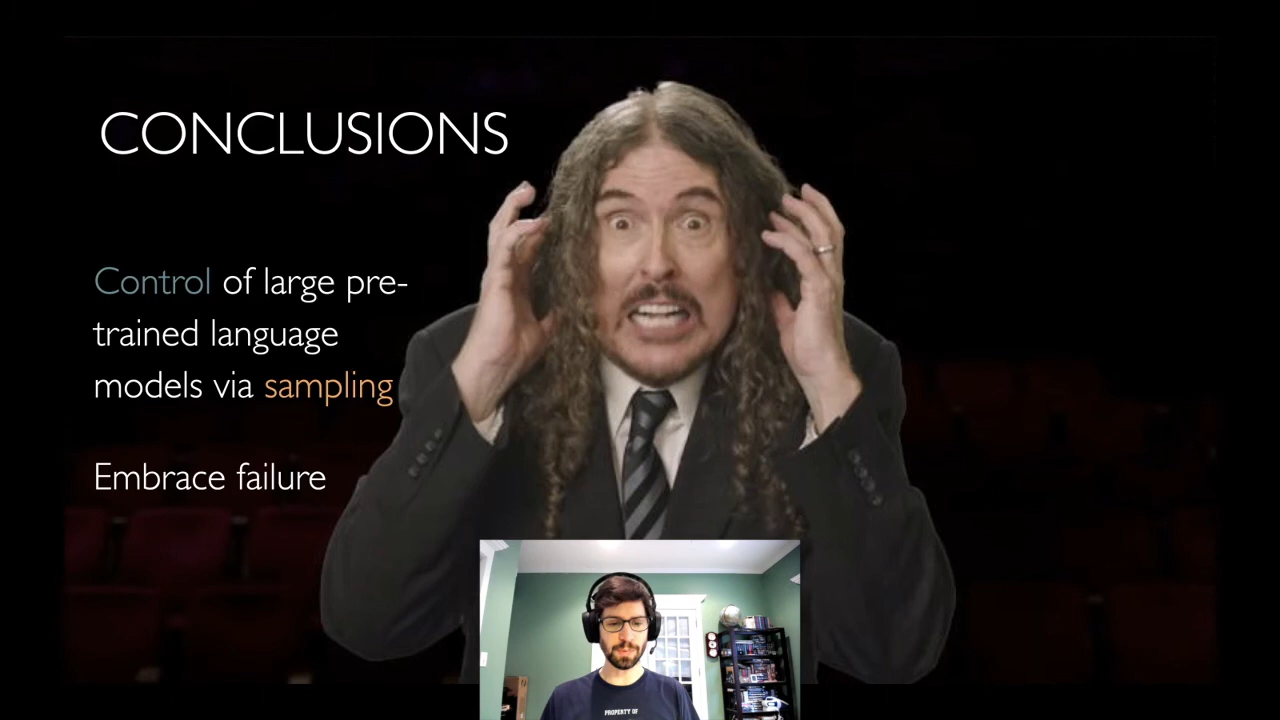 CONCLUSIONS
Control of large pre-
trained language
models via sampling
Embrace failure
PROPERTY OF